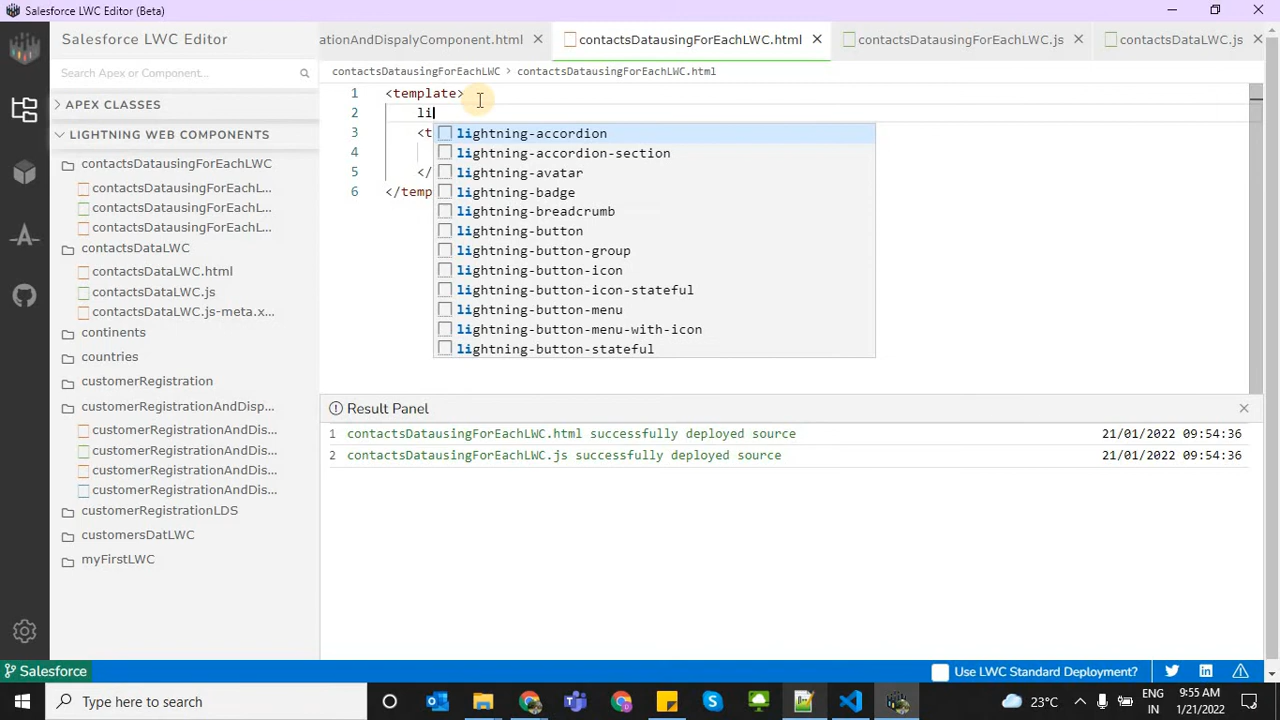 Salesforce LWC Editor (Beta)
Salesforce LWC Editor
ationAndDispalyComponent.html
contactsDatausingForEachLWC.html
contactsDatausingForEachLWC.js
contactsDataLWC.js
Search Apex or Component...
contactsDatausingForEachLWC > contactsDatausingForEachLWC.html
APEX CLASSES
LIGHTNING WEB COMPONENTS
contactsDatausingForEachLWC
contactsDatausingForEachL...
contactsDatausingForEachL...
contactsDatausingForEachL...
contactsDataLWC
contactsDataLWC.html
contactsDataLWC.js
contactsDataLWC.js-meta.x...
continents
countries
customerRegistration
customerRegistrationAndDisp...
customerRegistrationAndDis...
customerRegistrationAndDis...
customerRegistrationAndDis...
customerRegistrationAndDis...
customerRegistrationLDS
customersDatLWC
myFirstLWC
1 <template>
2 li
3 <t
4
5 </
6 </temp
lightning-accordion
lightning-accordion-section
lightning-avatar
lightning-badge
lightning-breadcrumb
lightning-button
lightning-button-group
lightning-button-icon
lightning-button-icon-stateful
lightning-button-menu
lightning-button-menu-with-icon
lightning-button-stateful
Result Panel
1 contactsDatausingForEachLWC.html successfully deployed source 21/01/2022 09:54:36
2 contactsDatausingForEachLWC.js successfully deployed source 21/01/2022 09:54:36
Salesforce
Use LWC Standard Deployment?
Type here to search
23°C
ENG
IN
9:55 AM
1/21/2022